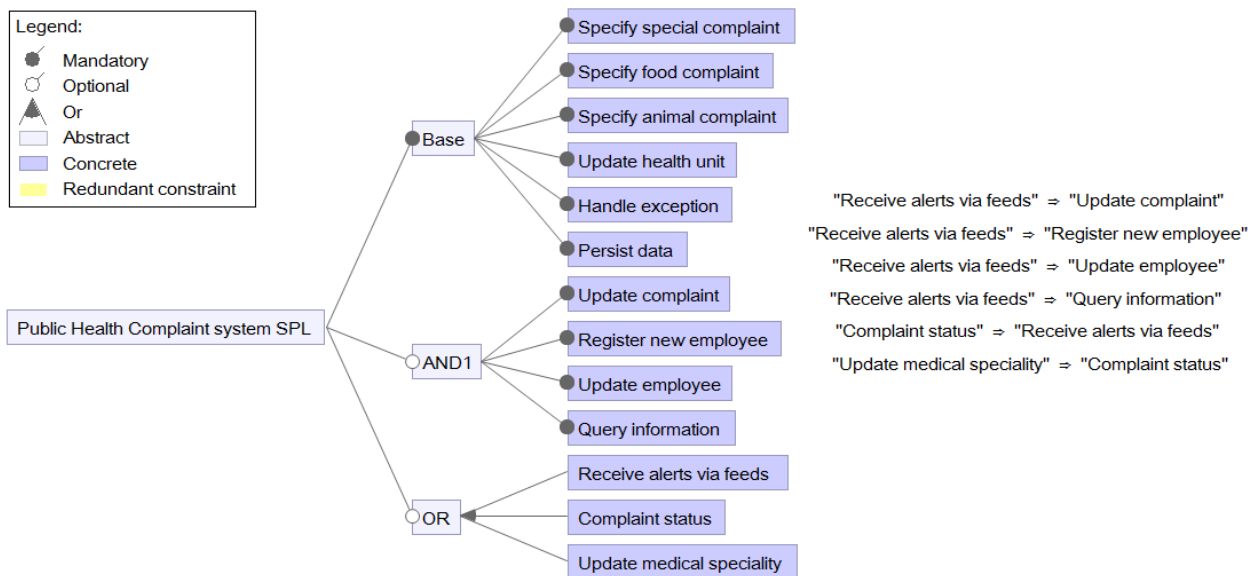 Legend:
Mandatory
Optional
Or
Abstract
Concrete
Redundant constraint
Public Health Complaint system SPL
Base
Specify special complaint
Specify food complaint
Specify animal complaint
Update health unit
Handle exception
Persist data
AND1
Update complaint
Register new employee
Update employee
Query information
OR
Receive alerts via feeds
Complaint status
Update medical speciality
"Receive alerts via feeds" ⇒ "Update complaint"
"Receive alerts via feeds" ⇒ "Register new employee"
"Receive alerts via feeds" ⇒ "Update employee"
"Receive alerts via feeds" ⇒ "Query information"
"Complaint status" ⇒ "Receive alerts via feeds"
"Update medical speciality" ⇒ "Complaint status"